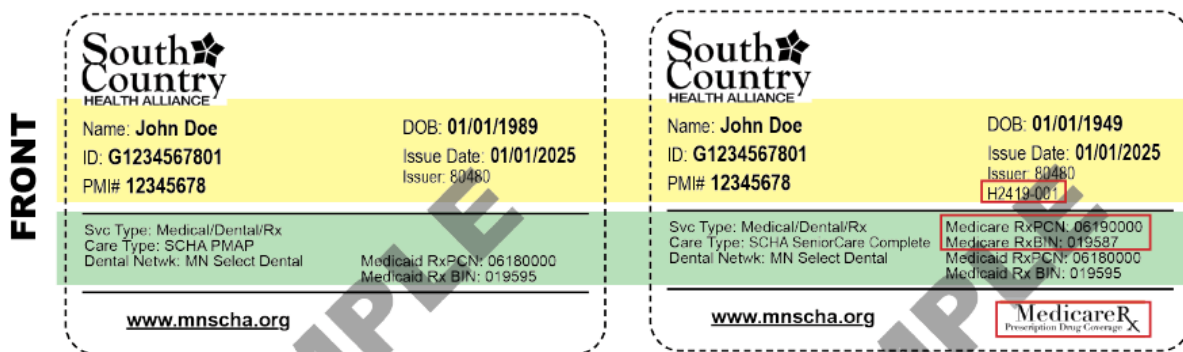 FRONT
South
Country
HEALTH ALLIANCE
Name: John Doe
DOB: 01/01/1989
ID: G1234567801
Issue Date: 01/01/2025
Issuer: 80480
PMI# 12345678
Svc Type: Medical/Dental/Rx
Care Type: SCHA PMAP
Dental Netwk: MN Select Dental
Medicaid RxPCN: 06180000
Medicaid Rx BIN: 019595
www.mnscha.org
MPLE
South
Country
HEALTH ALLIANCE
Name: John Doe
DOB: 01/01/1949
ID: G1234567801
Issue Date: 01/01/2025
Issuer: 80480
PMI# 12345678
H2419-001
Svc Type: Medical/Dental/Rx
Care Type: SCHA SeniorCare Complete
Dental Netwk: MN Select Dental
Medicare RxPCN: 06190000
Medicare RxBIN: 019587
Medicaid RxPCN: 06180000
Medicaid Rx BIN: 019595
www.mnscha.org
MedicareRx
Prescription Drug Coverage
MPLE